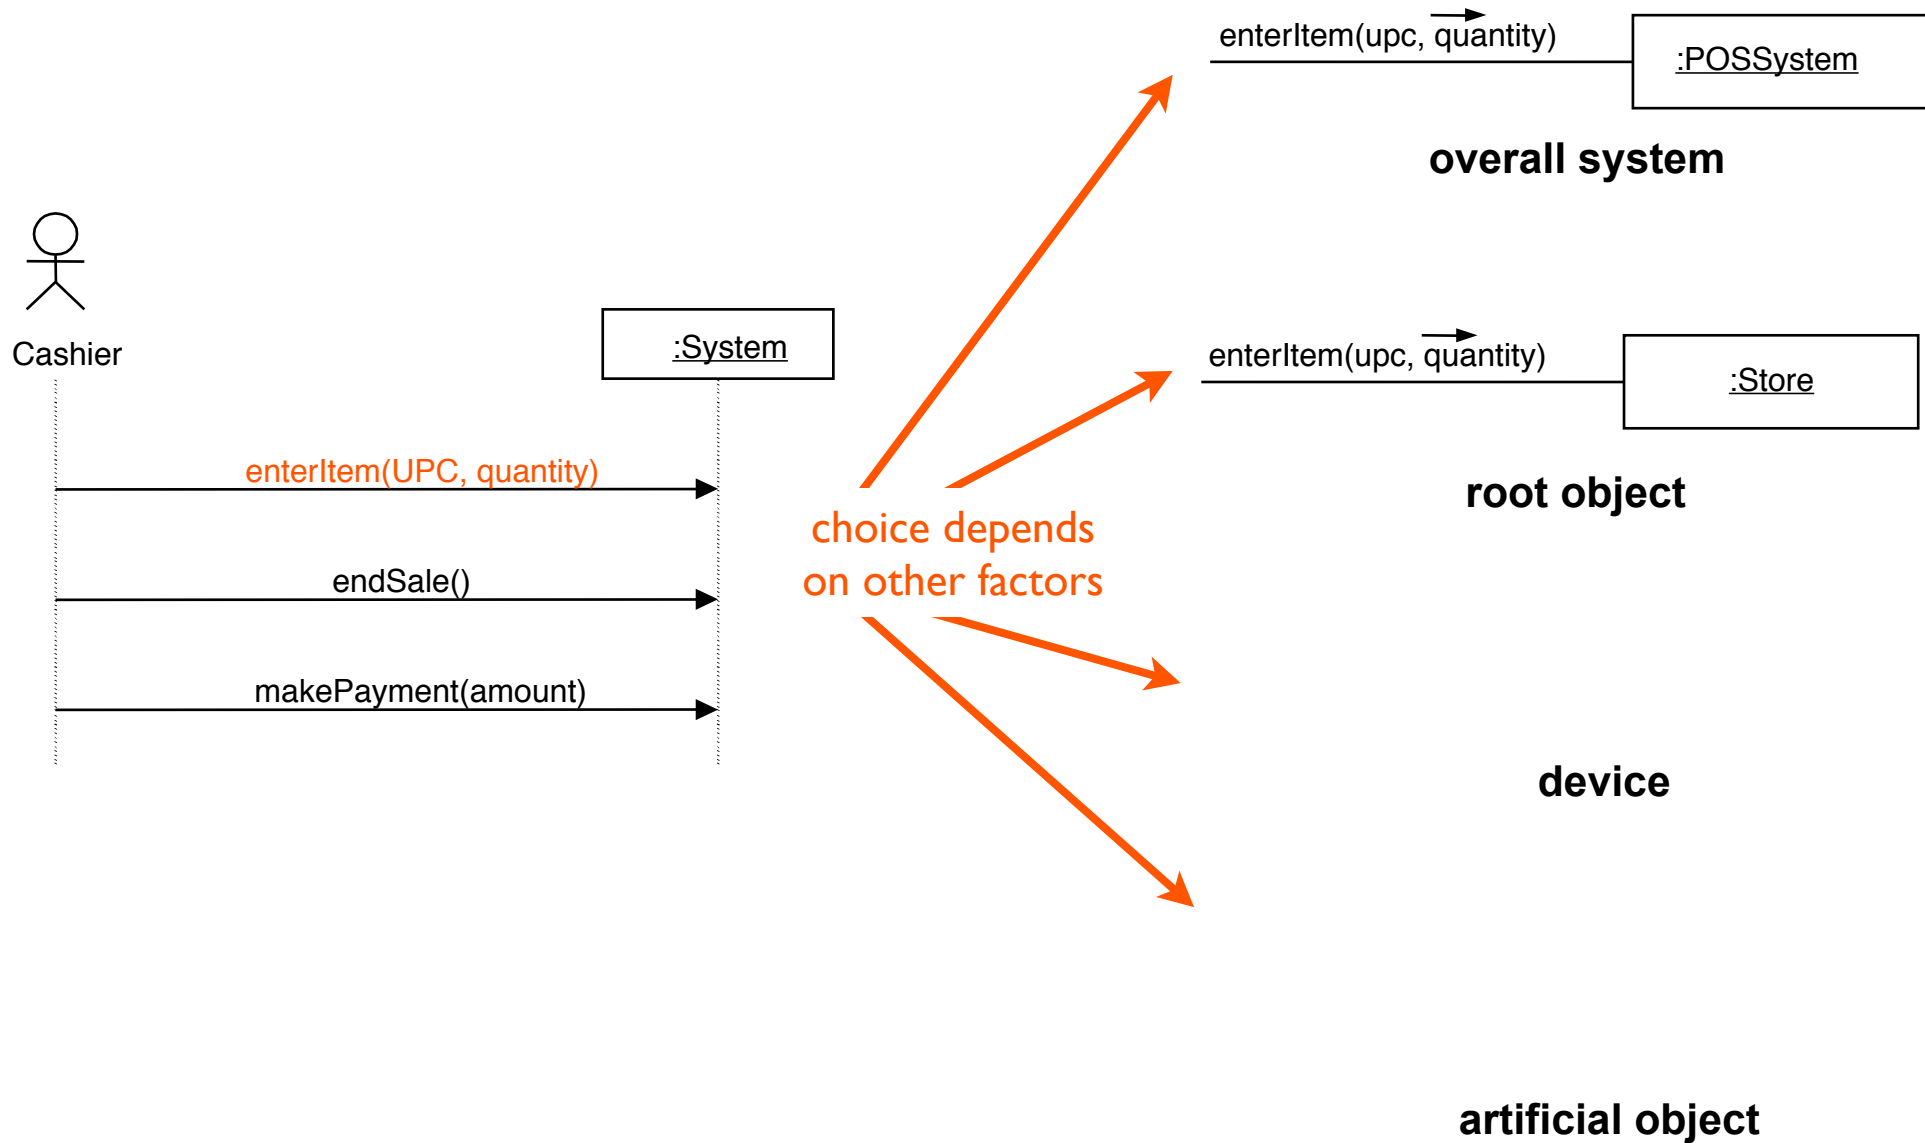 enterItem(upc, quantity)
:POSSystem
overall system
Cashier
:System
enterItem(upc, quantity)
:Store
enterItem(UPC, quantity)
root object
choice depends
on other factors
endSale()
makePayment(amount)
device
artificial object